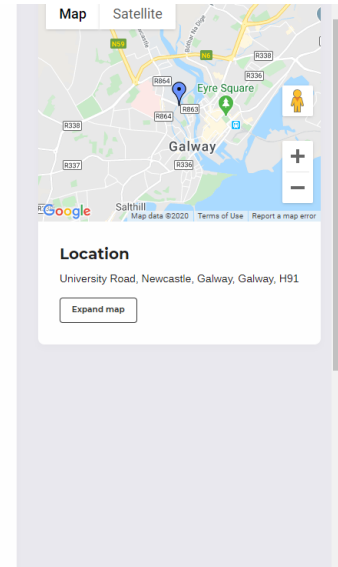 Map Satellite
N59
N6
R338
Eyre Square
R336
R864
R863
R864
R338
Galway
R337
R336
Salthill
Google
Map data ©2020 Terms of Use Report a map error
Location
University Road, Newcastle, Galway, Galway, H91
Expand map